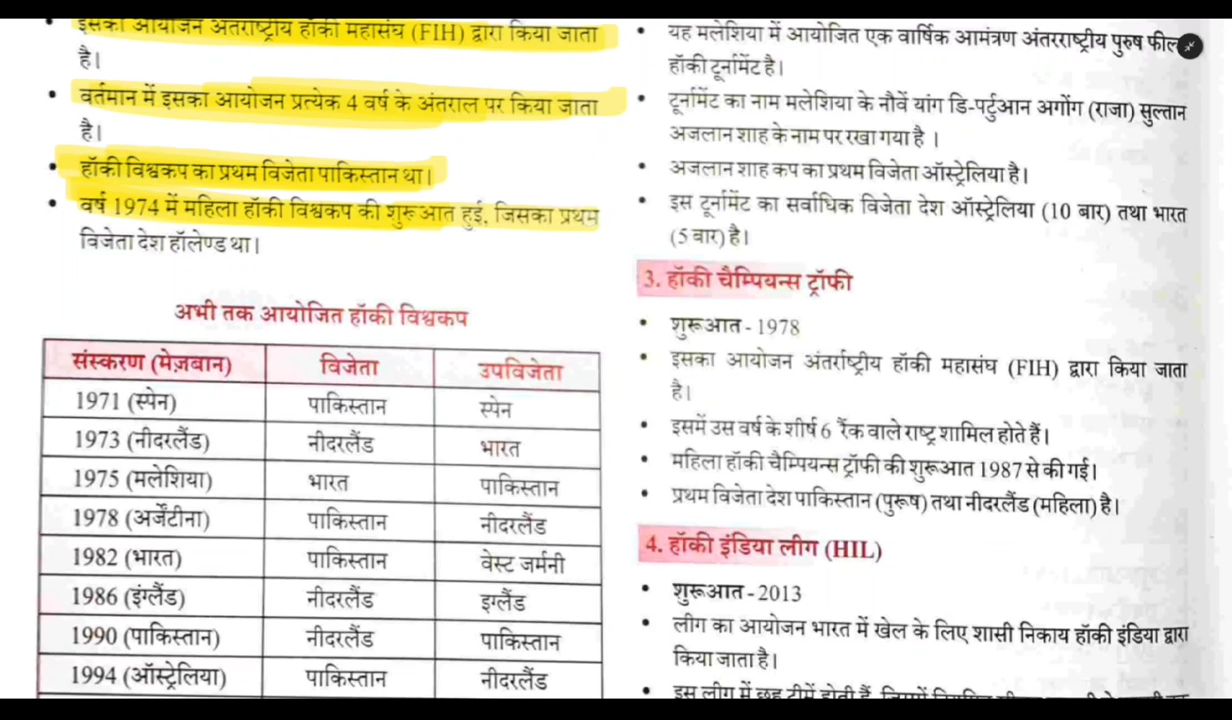 इसका आयोजन अंतर्राष्ट्रीय हॉकी महासंघ (FIH) द्वारा किया जाता
है।
• वर्तमान में इसका आयोजन प्रत्येक 4 वर्ष के अंतराल पर किया जाता
है।
• हॉकी विश्वकप का प्रथम विजेता पाकिस्तान था।
• वर्ष 1974 में महिला हॉकी विश्वकप की शुरूआत हुई, जिसका प्रथम
विजेता देश हॉलेण्ड था।
अभी तक आयोजित हॉकी विश्वकप
संस्करण (मेज़बान) विजेता उपविजेता
1971 (स्पेन) पाकिस्तान स्पेन
1973 (नीदरलैंड) नीदरलैंड भारत
1975 (मलेशिया) भारत पाकिस्तान
1978 (अर्जेंटीना) पाकिस्तान नीदरलैंड
1982 (भारत) पाकिस्तान वेस्ट जर्मनी
1986 (इंग्लैंड) नीदरलैंड इग्लैंड
1990 (पाकिस्तान) नीदरलैंड पाकिस्तान
1994 (ऑस्ट्रेलिया) पाकिस्तान नीदरलैंड
• यह मलेशिया में आयोजित एक वार्षिक आमंत्रण अंतरराष्ट्रीय पुरुष
हॉकी टूर्नामेंट है।
• टूर्नामेंट का नाम मलेशिया के नौवें यांग डि-पर्टुआन अगोंग (राजा) सुल्तान
अजलान शाह के नाम पर रखा गया है ।
• अजलान शाह कप का प्रथम विजेता ऑस्ट्रेलिया है।
• इस टूर्नामेंट का सर्वाधिक विजेता देश ऑस्ट्रेलिया (10 बार) तथा भारत
(5 बार) है।
3. हॉकी चैम्पियन्स ट्रॉफी
• शुरूआत - 1978
• इसका आयोजन अंतर्राष्ट्रीय हॉकी महासंघ (FIH) द्वारा किया जाता
है।
• इसमें उस वर्ष के शीर्ष 6 रैंक वाले राष्ट्र शामिल होते हैं।
• महिला हॉकी चैम्पियन्स ट्रॉफी की शुरूआत 1987 से की गई।
• प्रथम विजेता देश पाकिस्तान (पुरूष) तथा नीदरलैंड (महिला) है।
4. हॉकी इंडिया लीग (HIL)
• शुरूआत - 2013
• लीग का आयोजन भारत में खेल के लिए शासी निकाय हॉकी इंडिया द्वारा
किया जाता है।
• इस लीग में छह टीमें होती हैं,